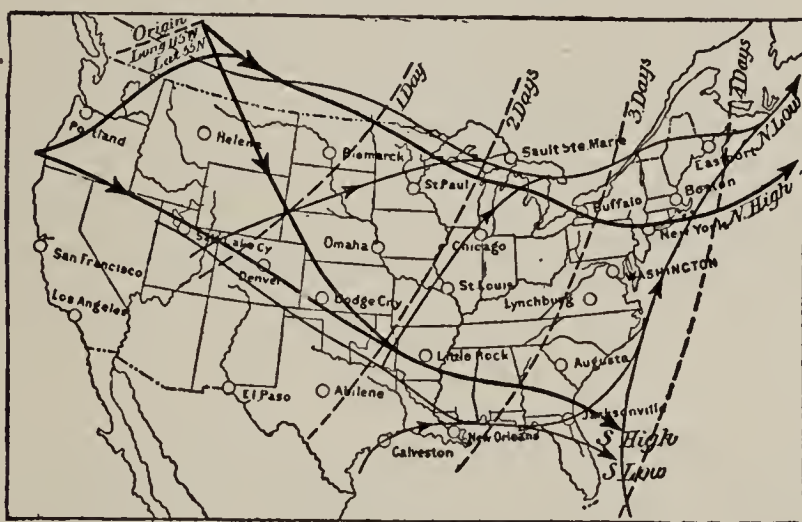 Origin
Long 115 N
Lat 55 N
1 Day
2 Days
3 Days
4 Days
Portland
Helena
Bismarck
St Paul
Sault Ste. Marie
Eastport
N. Low
Boston
Buffalo
N. High
New York
Salt Lake Cy
Omaha
Chicago
WASHINGTON
San Francisco
Denver
St Louis
Lynchburg
Dodge Cny
Los Angeles
Little Rock
Augusta
El Paso
Abilene
Jacksonville
New Orleans
S High
Galveston
S Low